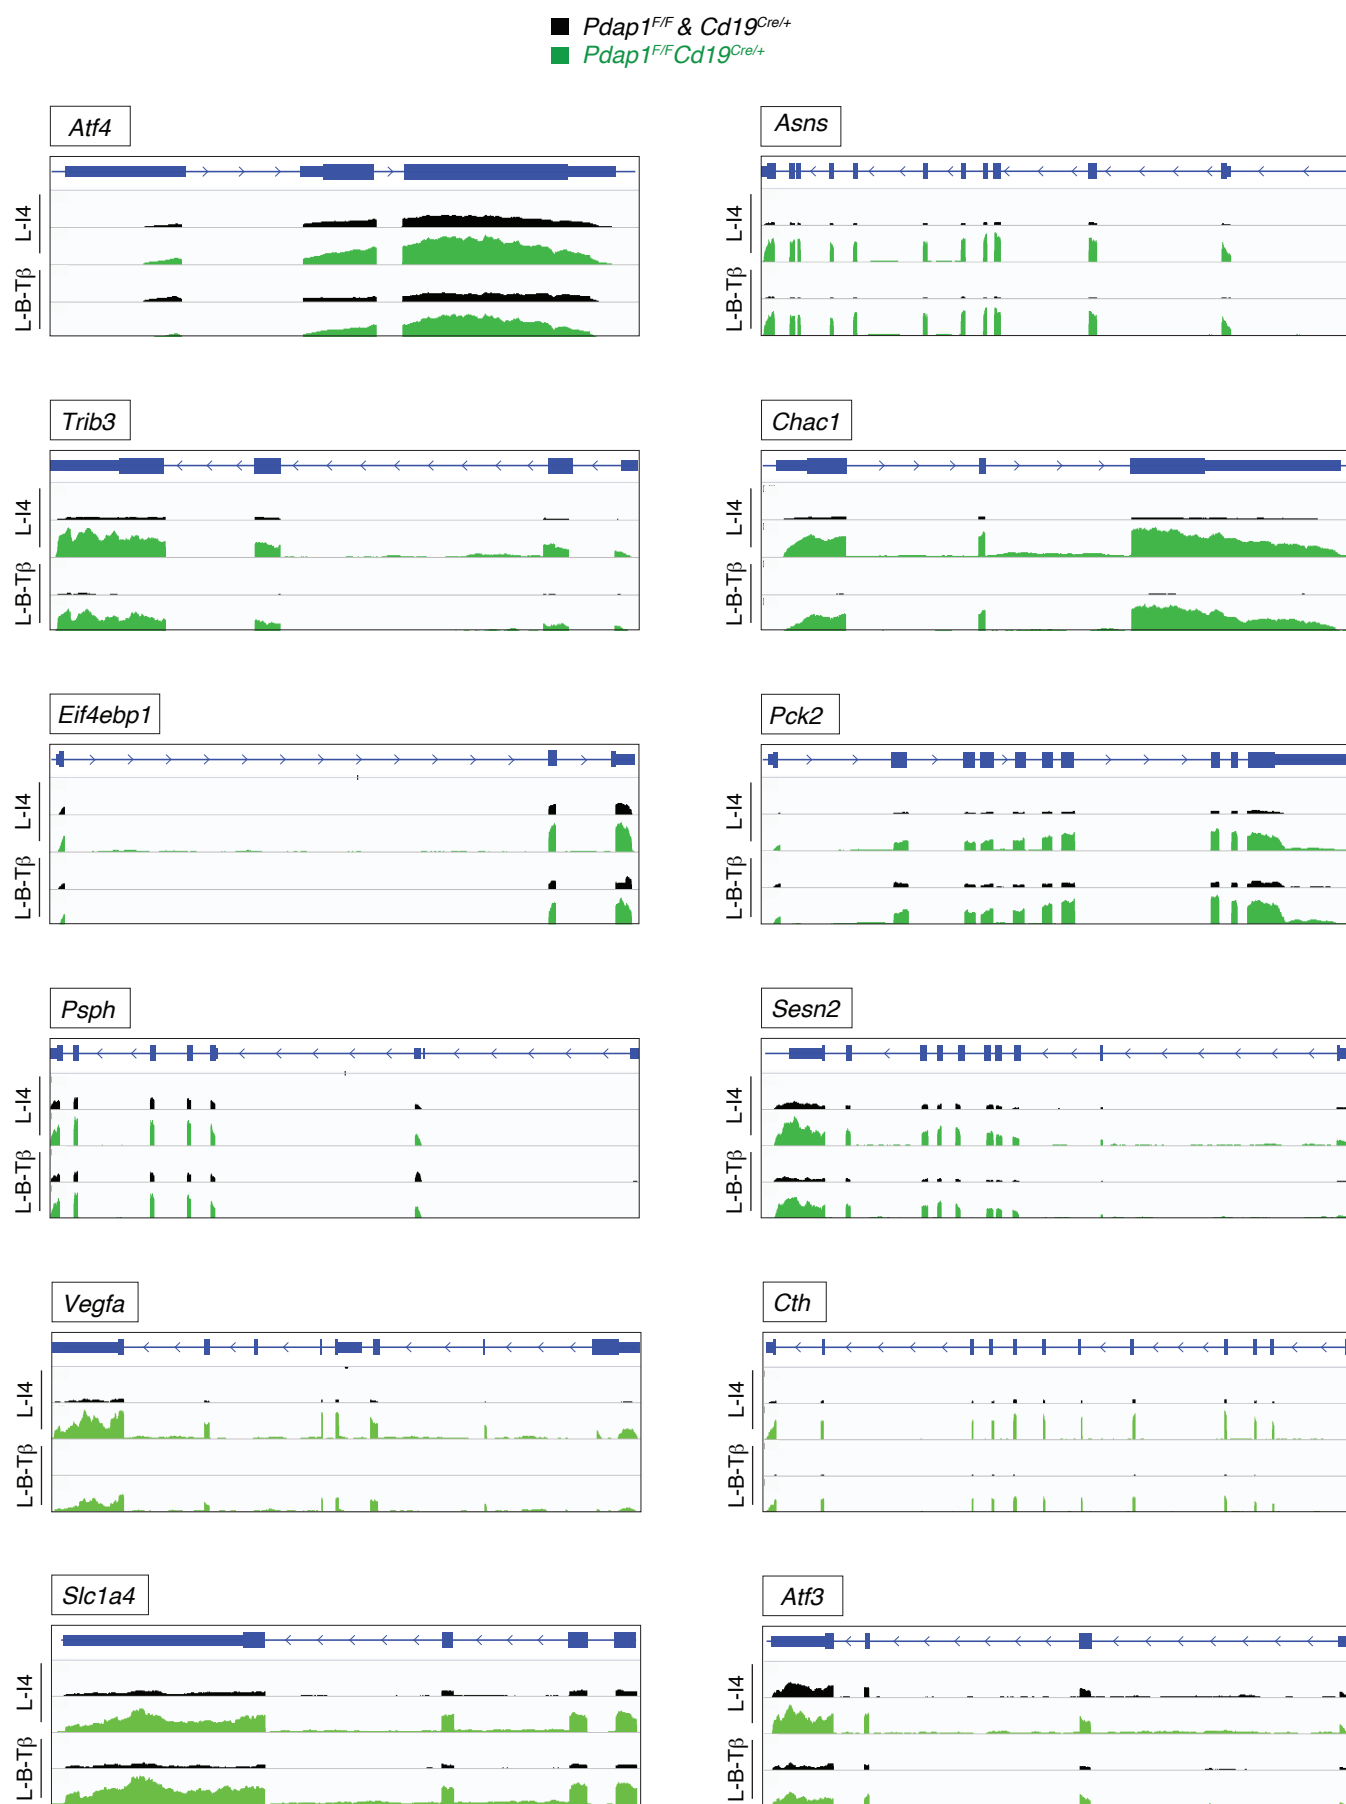 Pdap1F/F & Cd19Cre/+
Pdap1F/FCd19Cre/+
Atf4
L-I4
L-B-Tβ
Asns
L-I4
L-B-Tβ
Trib3
L-I4
L-B-Tβ
Chac1
L-I4
L-B-Tβ
Eif4ebp1
L-I4
L-B-Tβ
Pck2
L-I4
L-B-Tβ
Psph
L-I4
L-B-Tβ
Sesn2
L-I4
L-B-Tβ
Vegfa
L-I4
L-B-Tβ
Cth
L-I4
L-B-Tβ
Slc1a4
L-I4
L-B-Tβ
Atf3
L-I4
L-B-Tβ